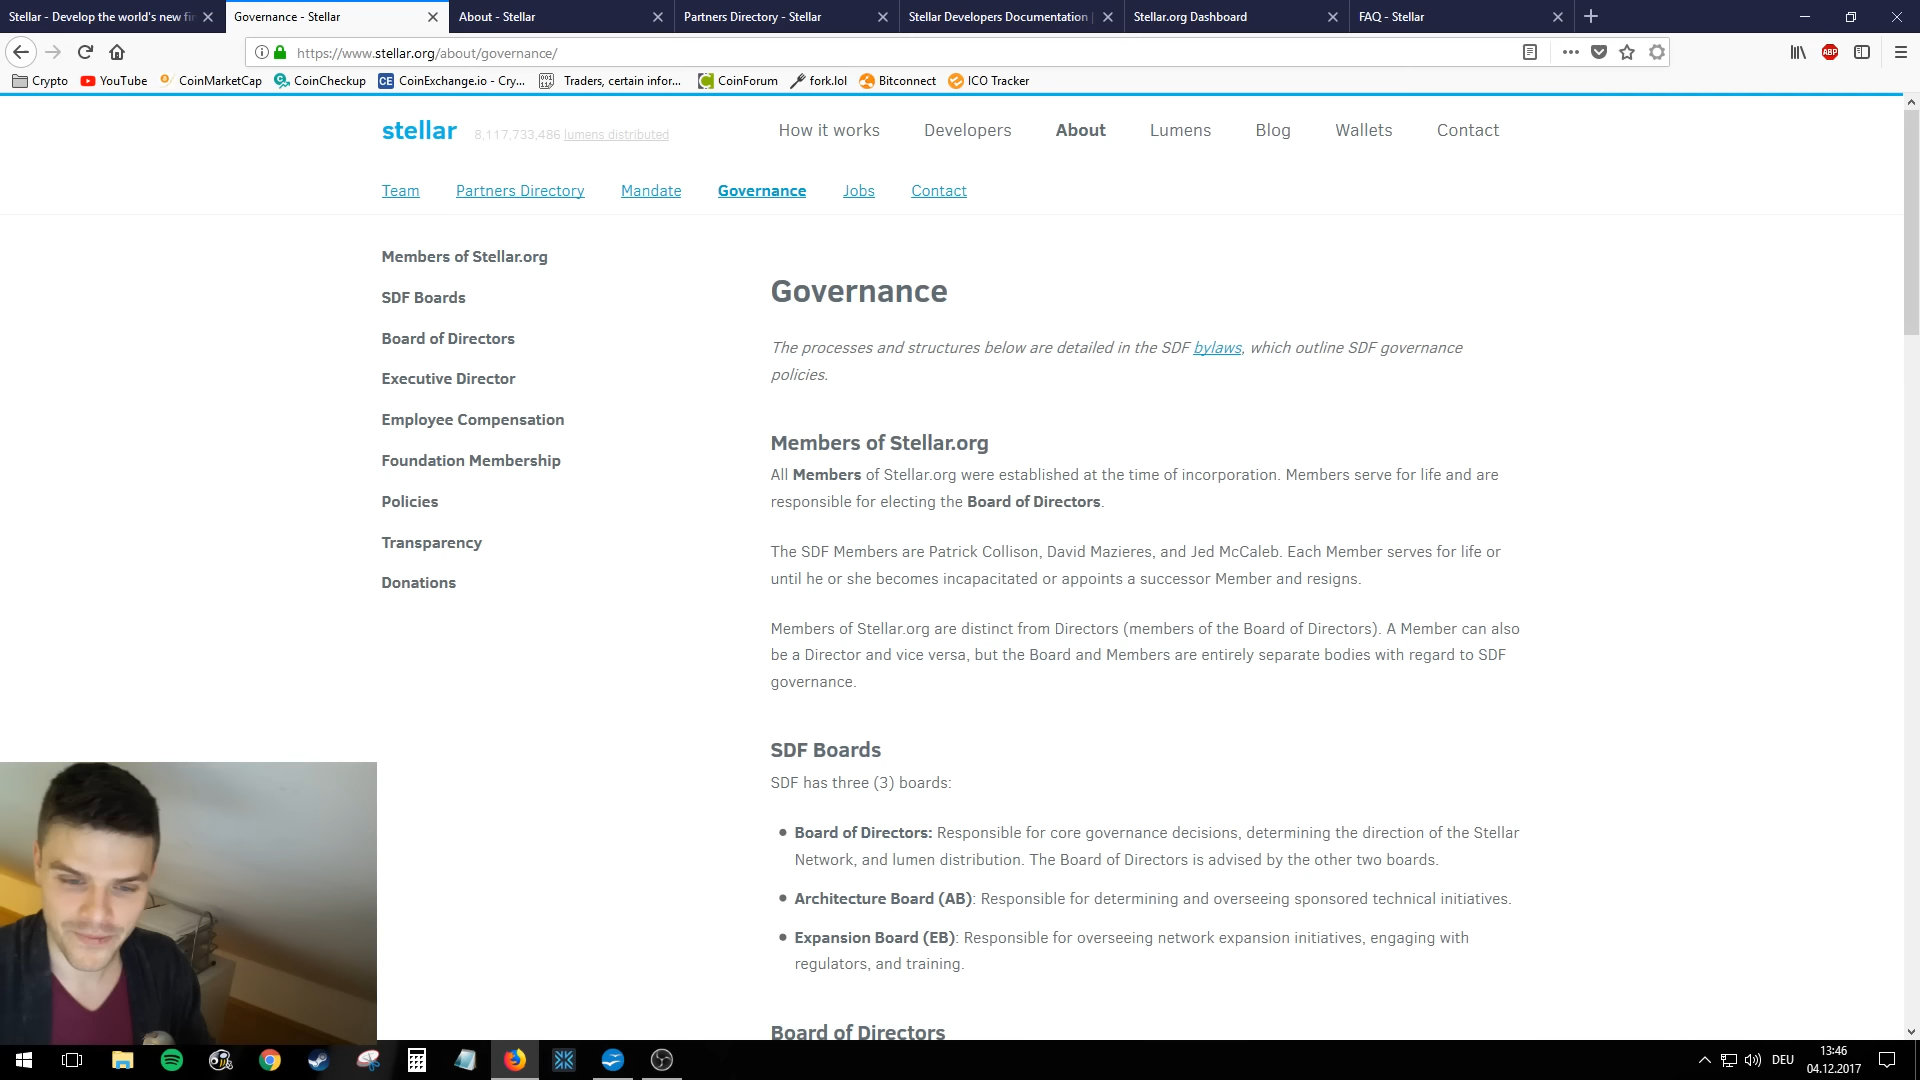 Stellar - Develop the world's new fi
Governance - Stellar
About - Stellar
Partners Directory - Stellar
Stellar Developers Documentation |
Stellar.org Dashboard
FAQ - Stellar
https://www.stellar.org/about/governance/
ABP
Crypto
YouTube
CoinMarketCap
CoinCheckup
CE CoinExchange.io - Cry...
Traders, certain infor...
CoinForum
fork.lol
Bitconnect
ICO Tracker
stellar 8,117,733,486 lumens distributed
How it works
Developers
About
Lumens
Blog
Wallets
Contact
Team
Partners Directory
Mandate
Governance
Jobs
Contact
Members of Stellar.org
SDF Boards
Board of Directors
Executive Director
Employee Compensation
Foundation Membership
Policies
Transparency
Donations
Governance
The processes and structures below are detailed in the SDF bylaws, which outline SDF governance
policies.
Members of Stellar.org
All Members of Stellar.org were established at the time of incorporation. Members serve for life and are
responsible for electing the Board of Directors.
The SDF Members are Patrick Collison, David Mazieres, and Jed McCaleb. Each Member serves for life or
until he or she becomes incapacitated or appoints a successor Member and resigns.
Members of Stellar.org are distinct from Directors (members of the Board of Directors). A Member can also
be a Director and vice versa, but the Board and Members are entirely separate bodies with regard to SDF
governance.
SDF Boards
SDF has three (3) boards:
Board of Directors: Responsible for core governance decisions, determining the direction of the Stellar
Network, and lumen distribution. The Board of Directors is advised by the other two boards.
Architecture Board (AB): Responsible for determining and overseeing sponsored technical initiatives.
Expansion Board (EB): Responsible for overseeing network expansion initiatives, engaging with
regulators, and training.
Board of Directors
DEU
13:46
04.12.2017